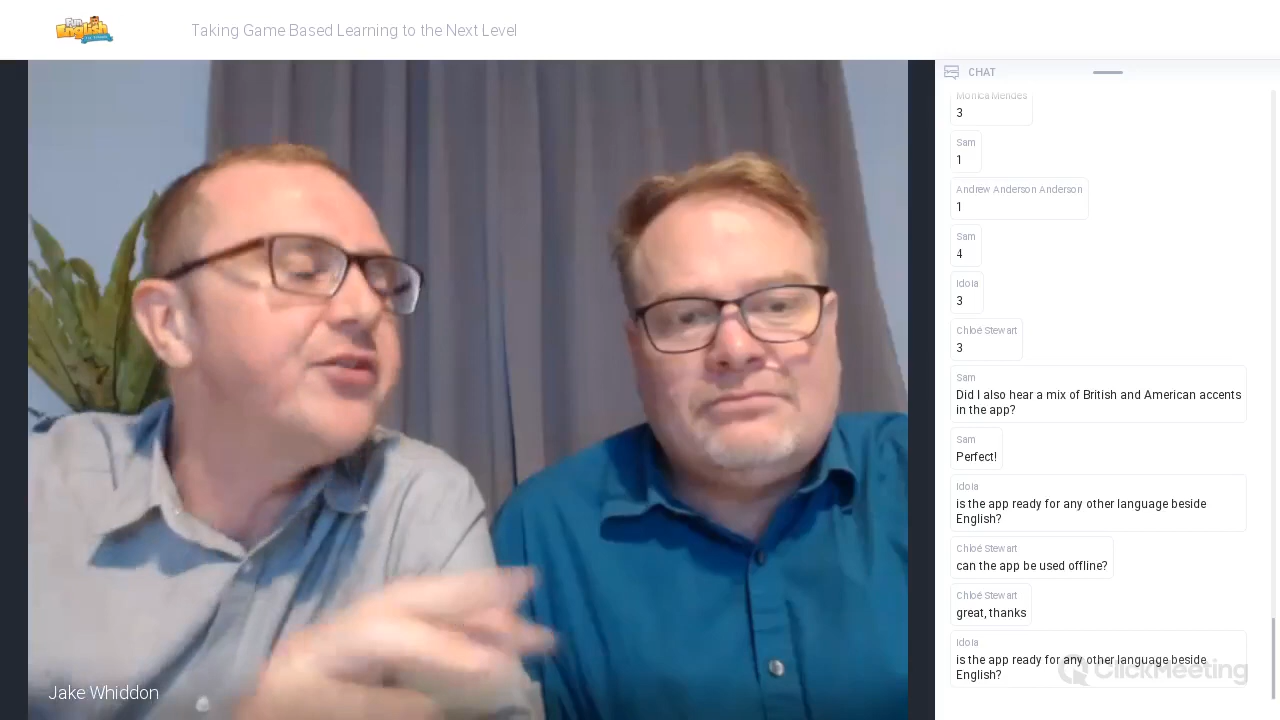 Fun
English
Taking Game Based Learning to the Next Level
CHAT
Monica Mendes
3
Sam
1
Andrew Anderson Anderson
1
Sam
4
Idoia
3
Chloé Stewart
3
Sam
Did I also hear a mix of British and American accents
in the app?
Sam
Perfect!
Idoia
is the app ready for any other language beside
English?
Chloé Stewart
can the app be used offline?
Chloé Stewart
great, thanks
Idoia
is the app ready for any other language beside
English?
ClickMeeting
Jake Whiddon